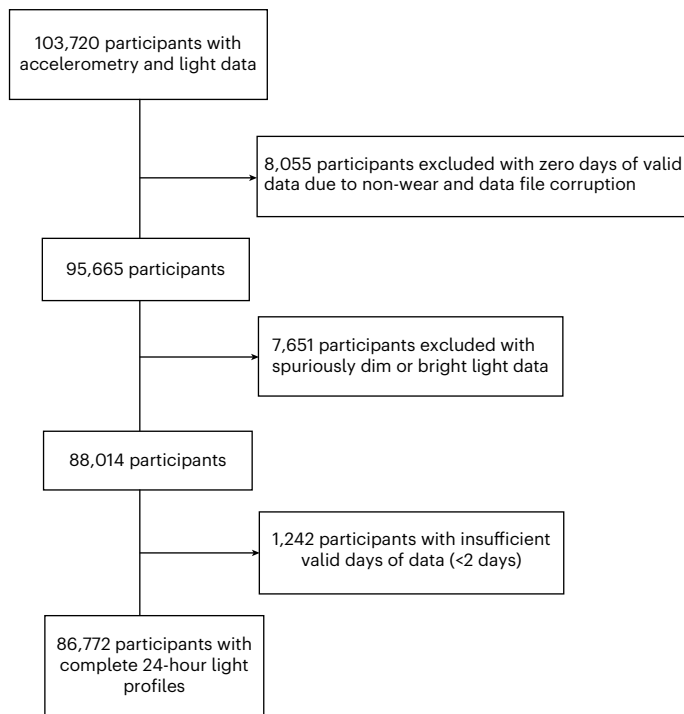 103,720 participants with
accelerometry and light data
8,055 participants excluded with zero days of valid
data due to non-wear and data file corruption
95,665 participants
7,651 participants excluded with
spuriously dim or bright light data
88,014 participants
1,242 participants with insufficient
valid days of data (<2 days)
86,772 participants with
complete 24-hour light
profiles